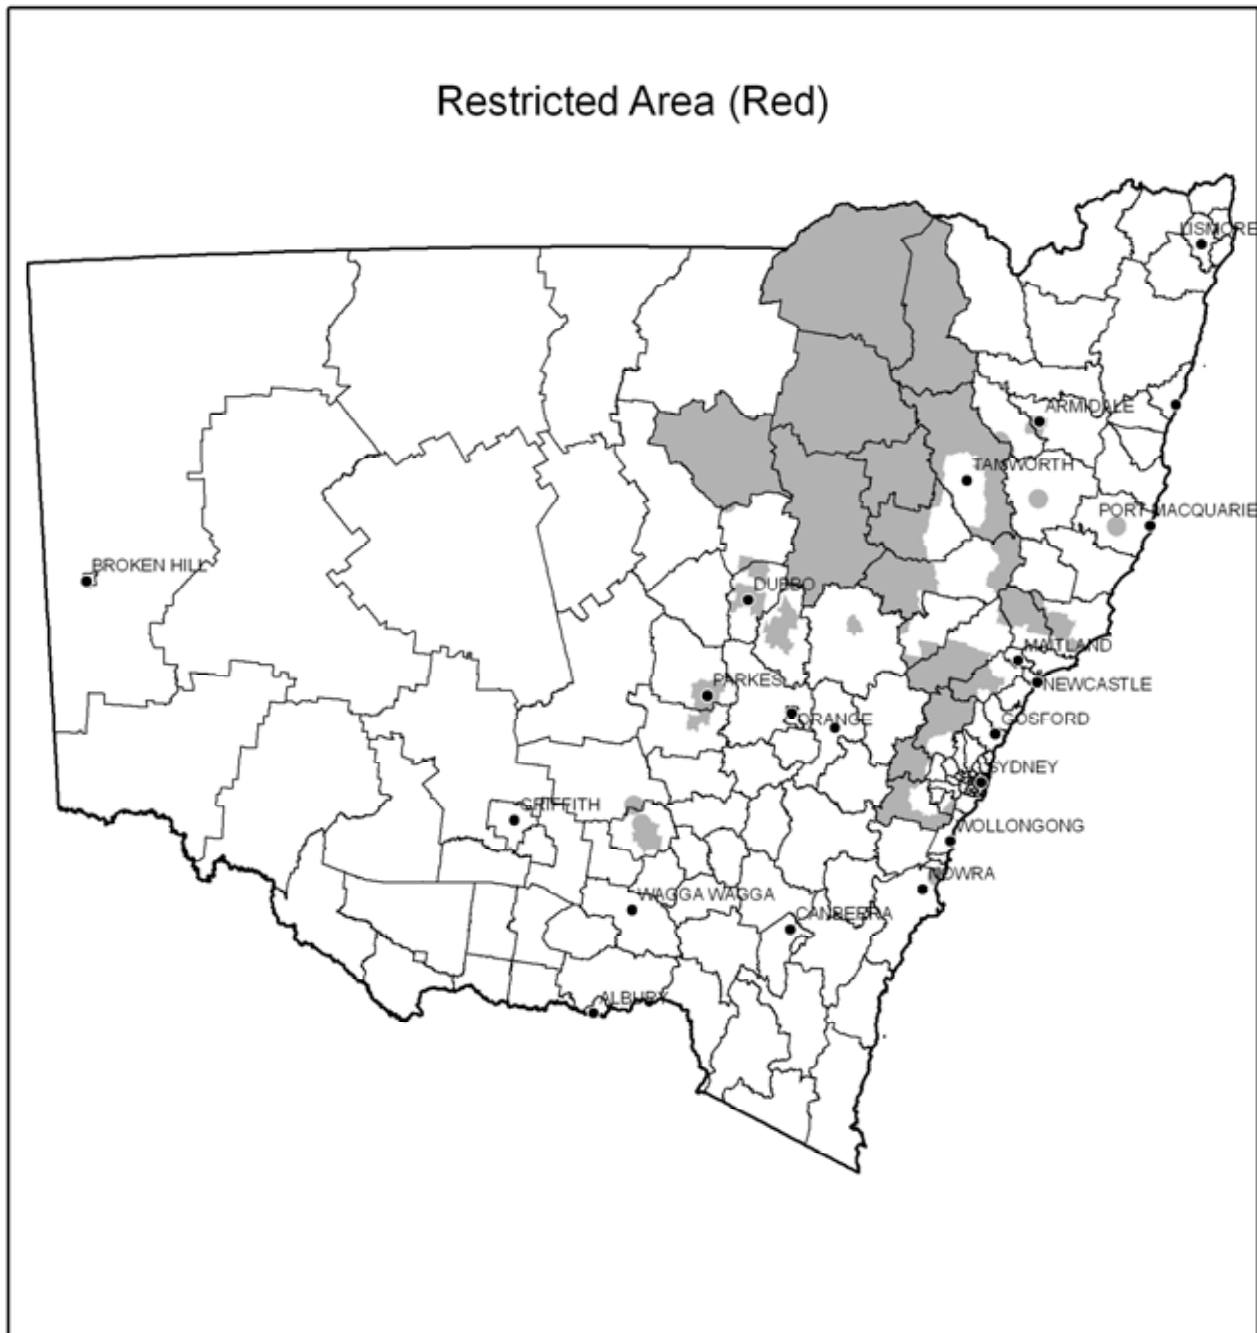 Restricted Area (Red)
LISMORE
ARMIDALE
TAMWORTH
PORT MACQUARIE
BROKEN HILL
DUBBO
MAITLAND
PARKES
NEWCASTLE
ORANGE
GOSFORD
SYDNEY
GRIFFITH
WOLLONGONG
NOWRA
WAGGA WAGGA
CANBERRA
ALBURY